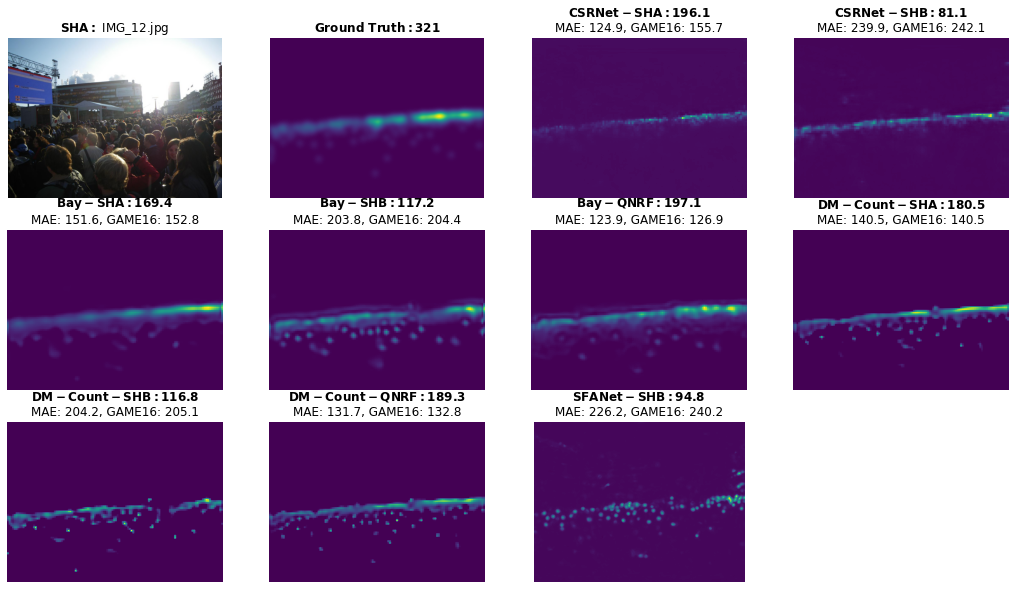 SHA: IMG_12.jpg
Ground Truth:321
CSRNet-SHA:196.1
MAE: 124.9, GAME16: 155.7
CSRNet-SHB:81.1
MAE: 239.9, GAME16: 242.1
Bay-SHA:169.4
MAE: 151.6, GAME16: 152.8
Bay-SHB:117.2
MAE: 203.8, GAME16: 204.4
Bay-QNRF:197.1
MAE: 123.9, GAME16: 126.9
DM-Count-SHA:180.5
MAE: 140.5, GAME16: 140.5
DM-Count-SHB:116.8
MAE: 204.2, GAME16: 205.1
DM-Count-QNRF:189.3
MAE: 131.7, GAME16: 132.8
SFANet-SHB:94.8
MAE: 226.2, GAME16: 240.2